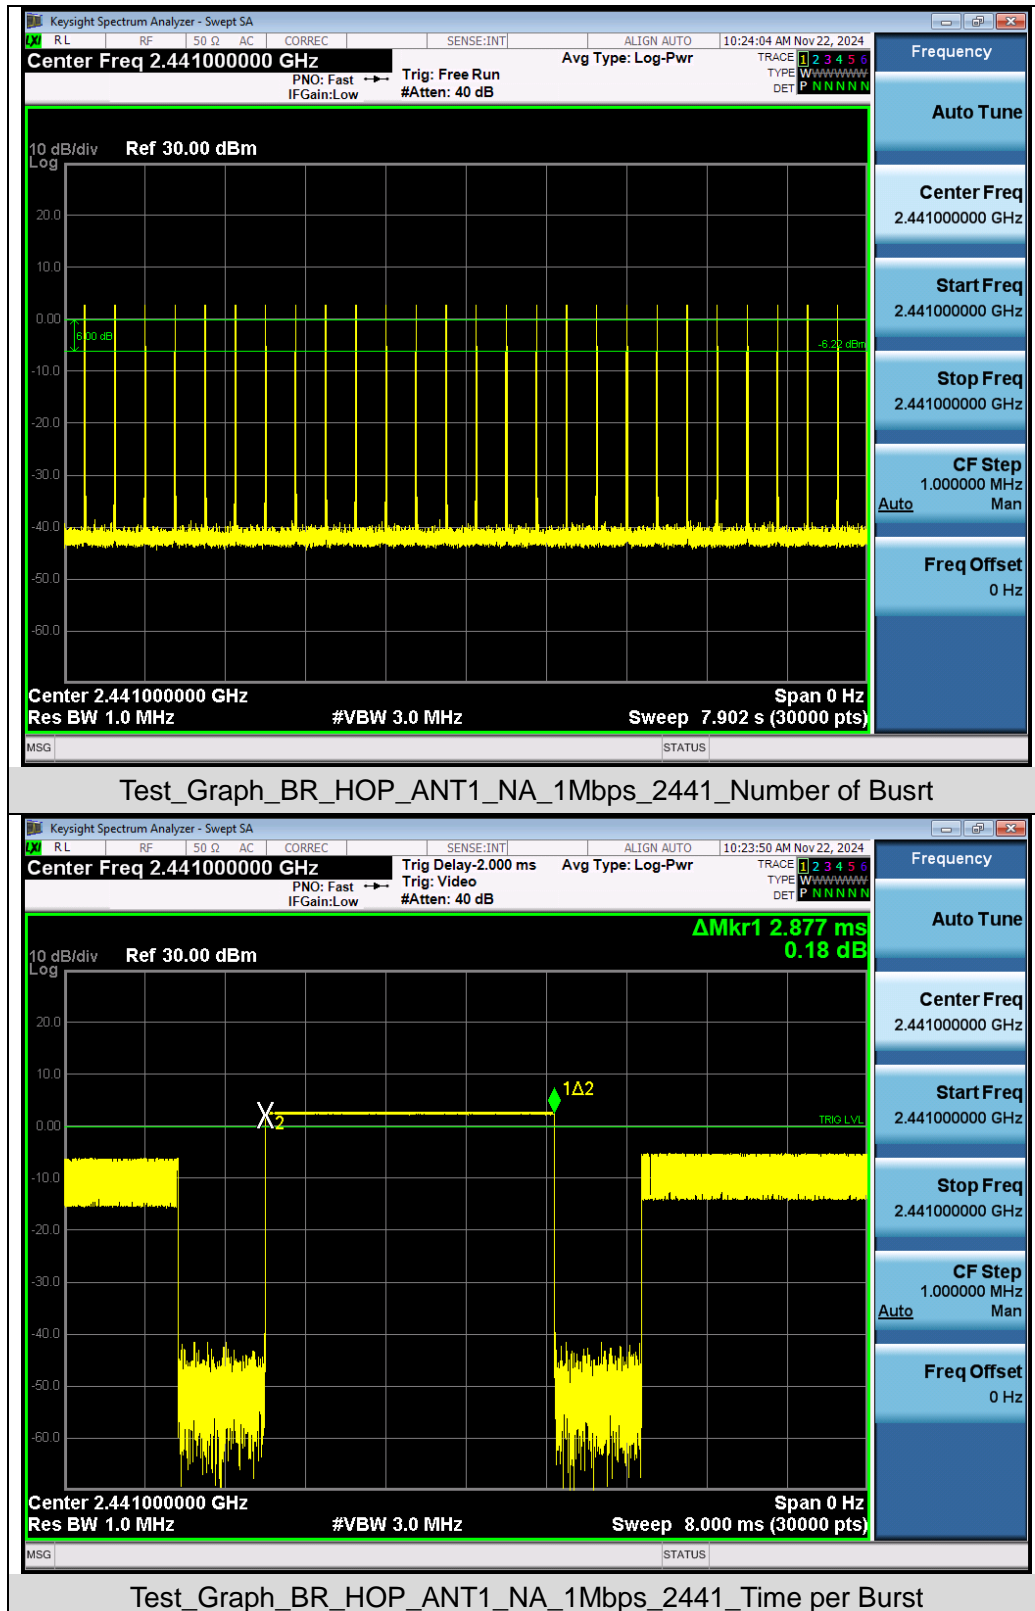 Keysight Spectrum Analyzer - Swept SA
LXI RL RF 50 Ω AC CORREC SENSE:INT ALIGN AUTO 10:24:04 AM Nov 22, 2024
Center Freq 2.441000000 GHz Avg Type: Log-Pwr TRACE 1 2 3 4 5 6
PNO: Fast Trig: Free Run TYPE WWWWWW
IFGain:Low #Atten: 40 dB DET P N N N N N
Frequency
Auto Tune
10 dB/div Ref 30.00 dBm
Log
20.0
10.0
0.00
6.00 dB
-6.22 dBm
-10.0
-20.0
-30.0
-40.0
-50.0
-60.0
Center Freq
2.441000000 GHz
Start Freq
2.441000000 GHz
Stop Freq
2.441000000 GHz
CF Step
1.000000 MHz
Auto Man
Freq Offset
0 Hz
Center 2.441000000 GHz Span 0 Hz
Res BW 1.0 MHz #VBW 3.0 MHz Sweep 7.902 s (30000 pts)
MSG STATUS
Test_Graph_BR_HOP_ANT1_NA_1Mbps_2441_Number of Busrt
Keysight Spectrum Analyzer - Swept SA
LXI RL RF 50 Ω AC CORREC SENSE:INT ALIGN AUTO 10:23:50 AM Nov 22, 2024
Center Freq 2.441000000 GHz Trig Delay-2.000 ms Avg Type: Log-Pwr TRACE 1 2 3 4 5 6
PNO: Fast Trig: Video TYPE WWWWWW
IFGain:Low #Atten: 40 dB DET P N N N N N
Frequency
Auto Tune
ΔMkr1 2.877 ms
0.18 dB
10 dB/div Ref 30.00 dBm
Log
20.0
10.0
1Δ2
X2
0.00
TRIG LVL
-10.0
-20.0
-30.0
-40.0
-50.0
-60.0
Center Freq
2.441000000 GHz
Start Freq
2.441000000 GHz
Stop Freq
2.441000000 GHz
CF Step
1.000000 MHz
Auto Man
Freq Offset
0 Hz
Center 2.441000000 GHz Span 0 Hz
Res BW 1.0 MHz #VBW 3.0 MHz Sweep 8.000 ms (30000 pts)
MSG STATUS
Test_Graph_BR_HOP_ANT1_NA_1Mbps_2441_Time per Burst